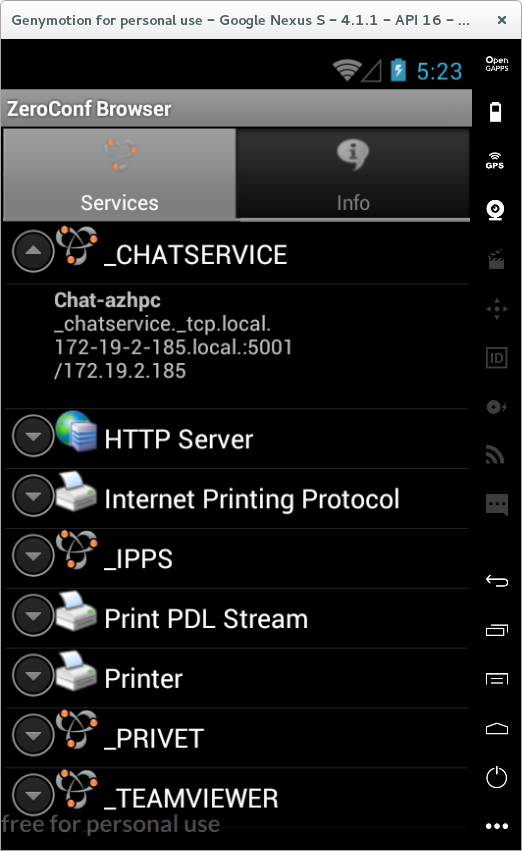 Genymotion for personal use – Google Nexus S – 4.1.1 – API 16 – ...
Open
GAPPS
5:23
ZeroConf Browser
GPS
Services
Info
_CHATSERVICE
Chat-azhpc
_chatservice._tcp.local.
172-19-2-185.local.:5001
/172.19.2.185
ID
HTTP Server
Internet Printing Protocol
_IPPS
Print PDL Stream
Printer
_PRIVET
_TEAMVIEWER
free for personal use